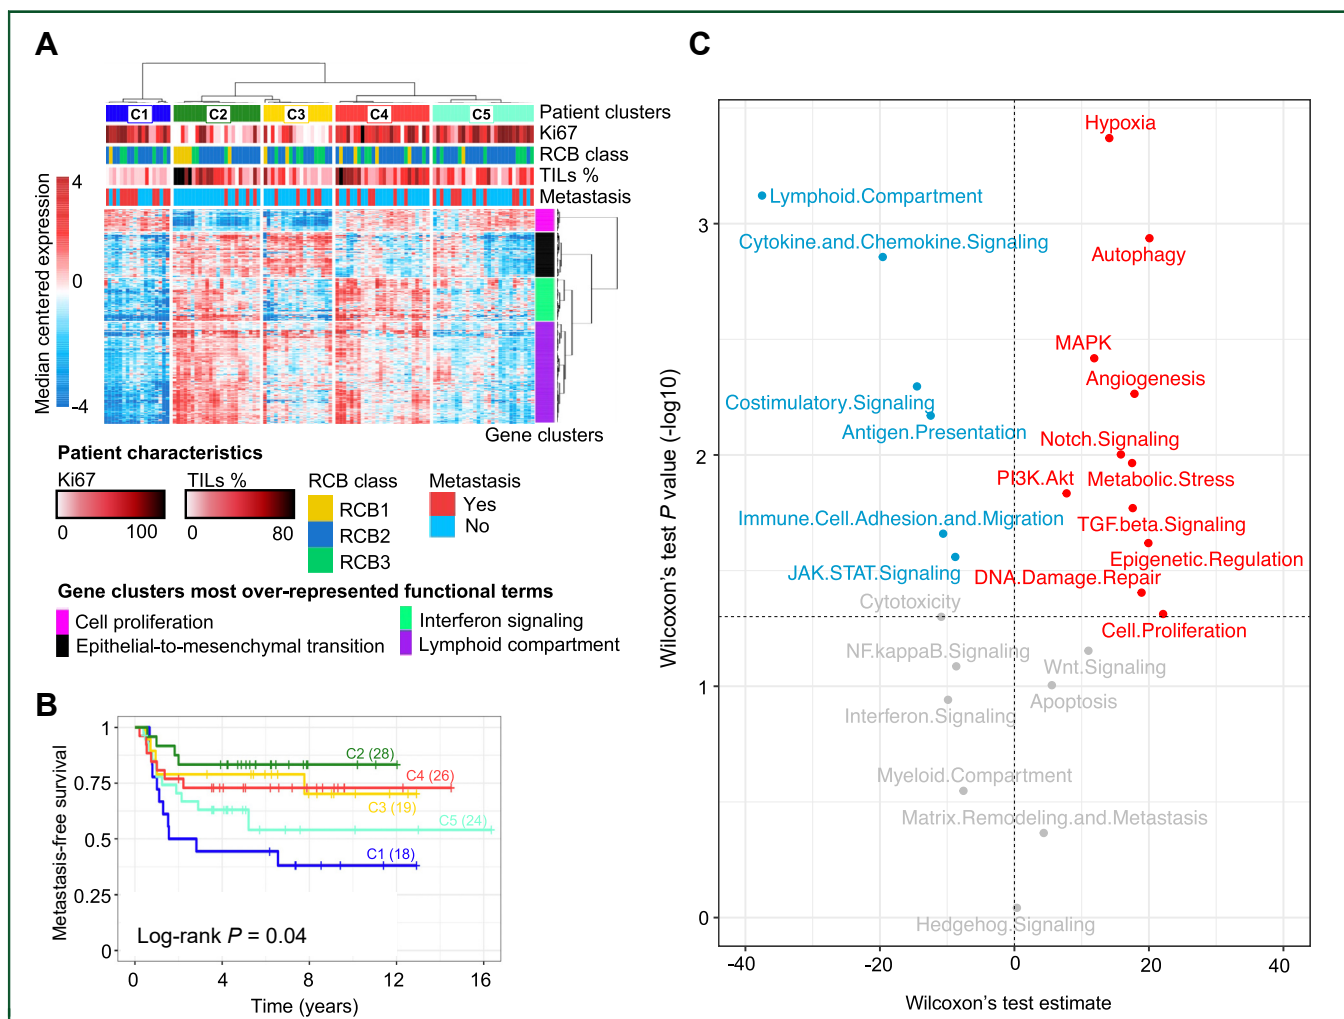 A
C1 C2 C3 C4 C5
Patient clusters
Ki67
RCB class
TILs %
Metastasis
Median centered expression
4
0
-4
Gene clusters
Patient characteristics
Ki67
0 100
TILs %
0 80
RCB class
RCB1
RCB2
RCB3
Metastasis
Yes
No
Gene clusters most over-represented functional terms
Cell proliferation
Epithelial-to-mesenchymal transition
Interferon signaling
Lymphoid compartment
B
Metastasis-free survival
1
0.75
0.5
0.25
0
C2 (28)
C4 (26)
C3 (19)
C5 (24)
C1 (18)
Log-rank P = 0.04
0 4 8 12 16
Time (years)
C
Wilcoxon's test P value (-log10)
3
2
1
0
Hypoxia
Lymphoid.Compartment
Cytokine.and.Chemokine.Signaling
Autophagy
MAPK
Angiogenesis
Costimulatory.Signaling
Antigen.Presentation
Notch.Signaling
PI3K.Akt
Metabolic.Stress
Immune.Cell.Adhesion.and.Migration
TGF.beta.Signaling
Epigenetic.Regulation
JAK.STAT.Signaling
DNA.Damage.Repair
Cytotoxicity
Cell.Proliferation
NF.kappaB.Signaling
Wnt.Signaling
Apoptosis
Interferon.Signaling
Myeloid.Compartment
Matrix.Remodeling.and.Metastasis
Hedgehog.Signaling
-40 -20 0 20 40
Wilcoxon's test estimate